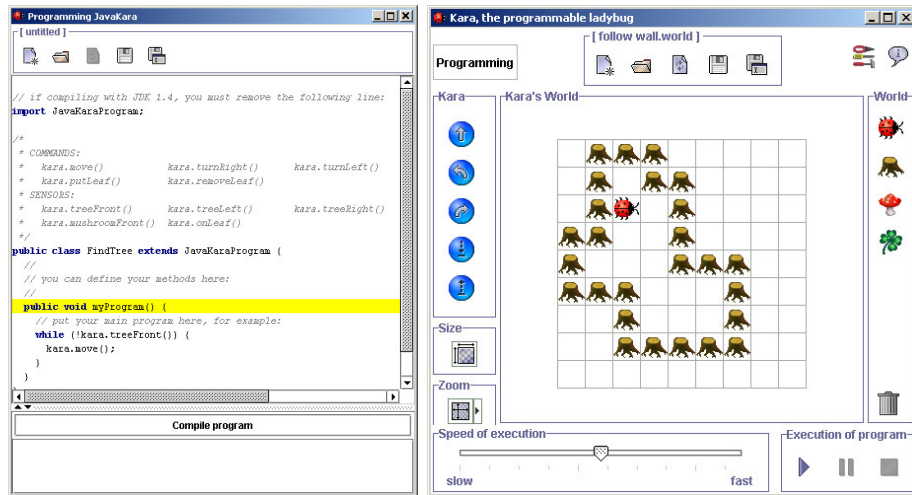 Programming JavaKara
[ untitled ]
// if compiling with JDK 1.4, you must remove the following line:
import JavaKaraProgram;
/*
* COMMANDS:
* kara.move() kara.turnRight() kara.turnLeft()
* kara.putLeaf() kara.removeLeaf()
* SENSORS:
* kara.treeFront() kara.treeLeft() kara.treeRight()
* kara.mushroomFront() kara.onLeaf()
*/
public class FindTree extends JavaKaraProgram {
//
// you can define your methods here:
//
public void myProgram() {
// put your main program here, for example:
while (!kara.treeFront()) {
kara.move();
}
}
}
Compile program
Kara, the programmable ladybug
[ follow wall.world ]
Programming
Kara
Kara's World
World
Size
Zoom
Speed of execution
slow
fast
Execution of program